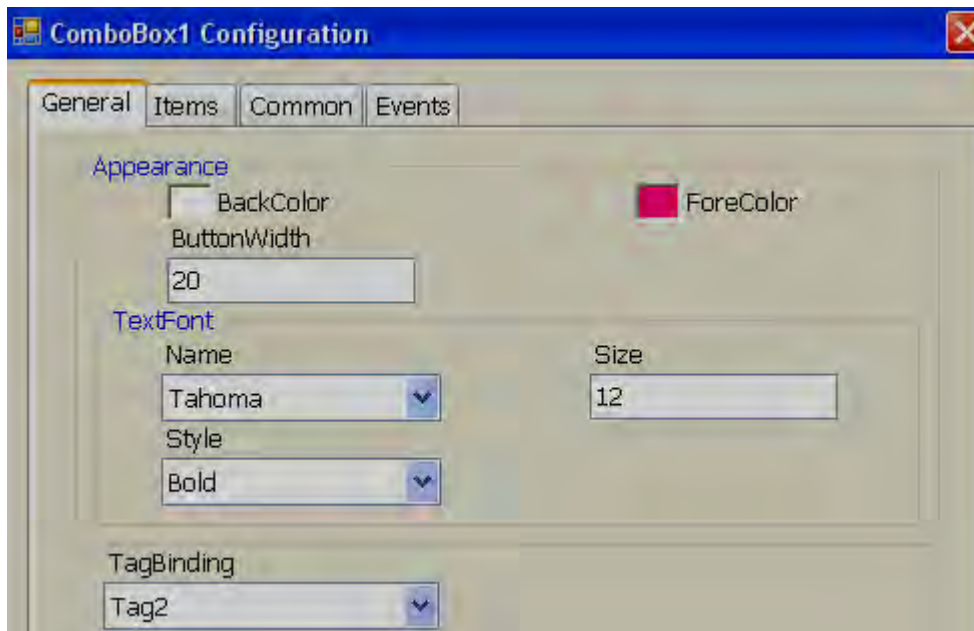 ComboBox1 Configuration
General Items Common Events
Appearance
BackColor ForeColor
ButtonWidth
20
TextFont
Name Size
Tahoma 12
Style
Bold
TagBinding
Tag2